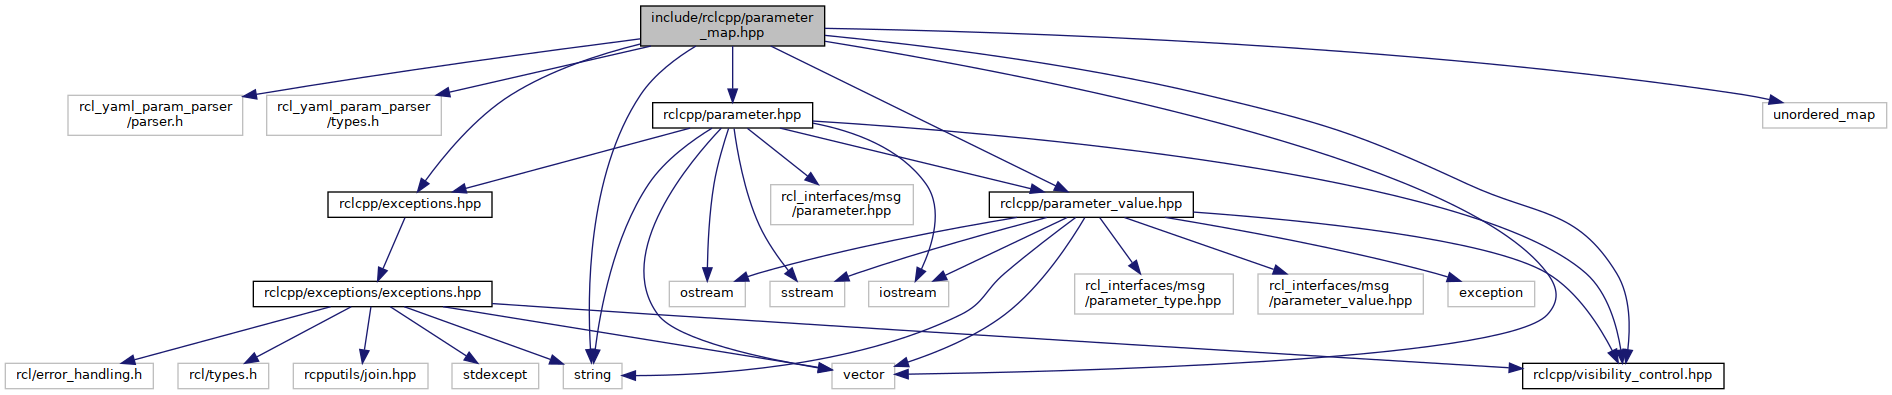 include/rclcpp/parameter
_map.hpp
rcl_yaml_param_parser
/parser.h
rcl_yaml_param_parser
/types.h
rclcpp/parameter.hpp
unordered_map
rclcpp/exceptions.hpp
rcl_interfaces/msg
/parameter.hpp
rclcpp/parameter_value.hpp
rclcpp/exceptions/exceptions.hpp
ostream
sstream
iostream
rcl_interfaces/msg
/parameter_type.hpp
rcl_interfaces/msg
/parameter_value.hpp
exception
rcl/error_handling.h
rcl/types.h
rcpputils/join.hpp
stdexcept
string
vector
rclcpp/visibility_control.hpp